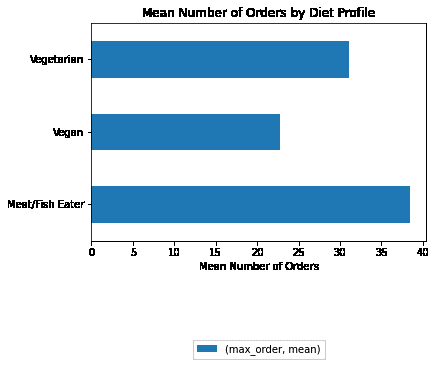 Mean Number of Orders by Diet Profile
Vegetarian
Vegan
Meat/Fish Eater
0 5 10 15 20 25 30 35 40
Mean Number of Orders
(max_order, mean)